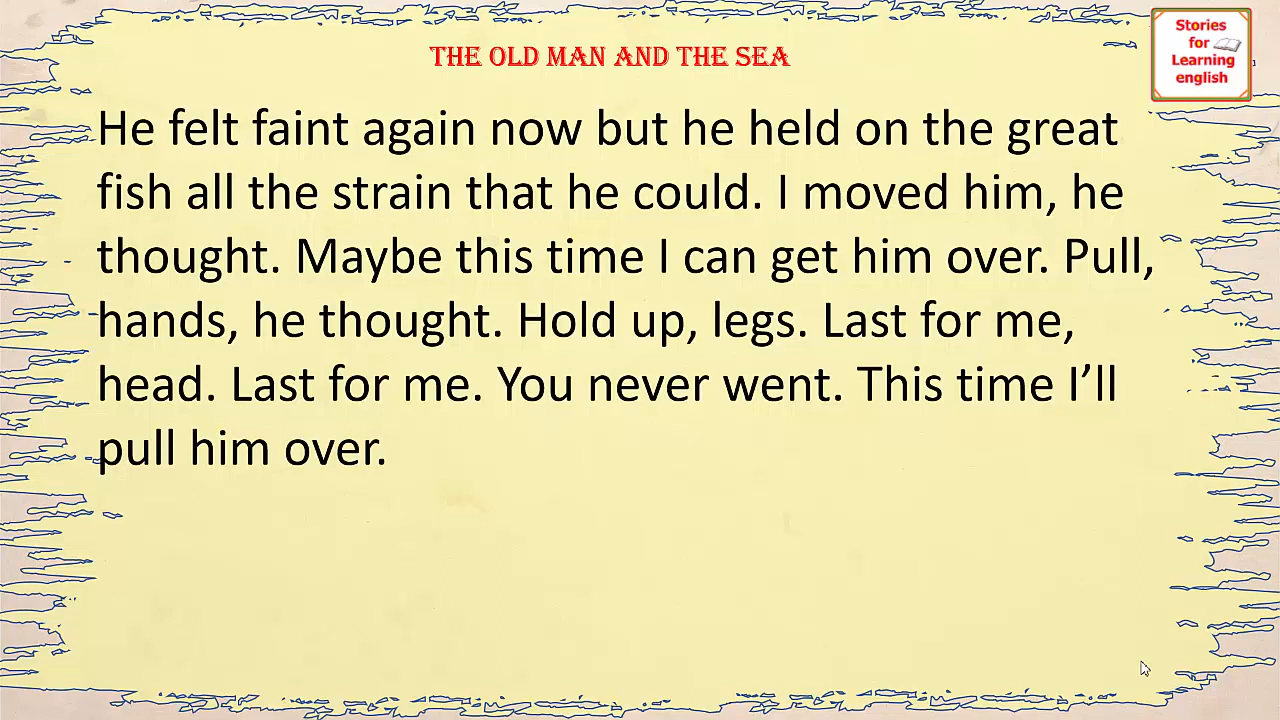 THE OLD MAN AND THE SEA
Stories
for
Learning
english
He felt faint again now but he held on the great
fish all the strain that he could. I moved him, he
thought. Maybe this time I can get him over. Pull,
hands, he thought. Hold up, legs. Last for me,
head. Last for me. You never went. This time I’ll
pull him over.